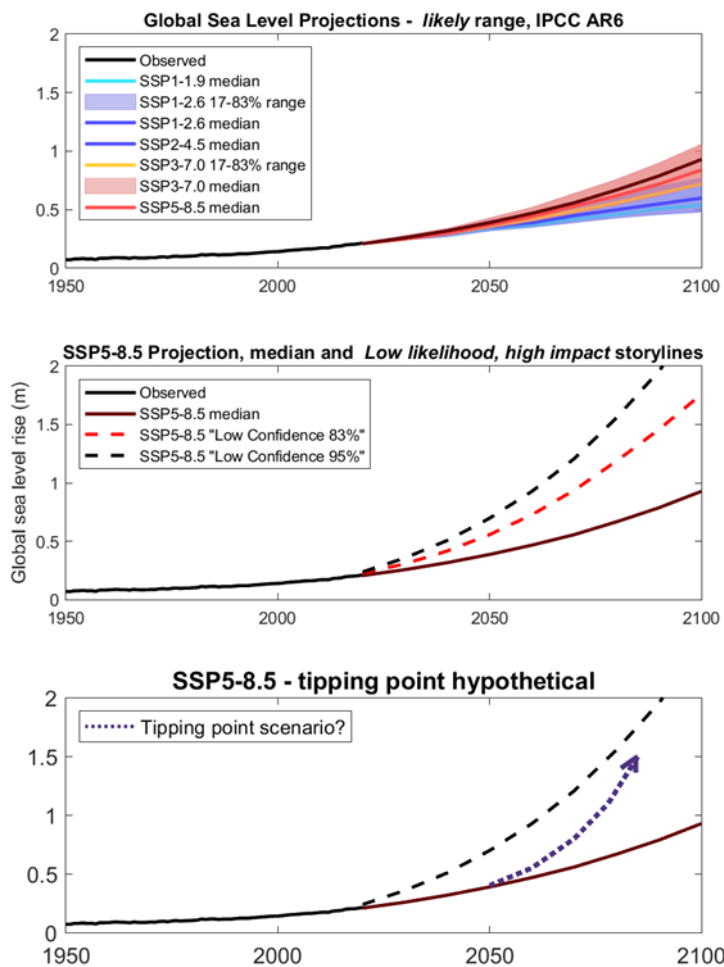 Global Sea Level Projections - likely range, IPCC AR6
2
1.5
1
0.5
0
Observed
SSP1-1.9 median
SSP1-2.6 17-83% range
SSP1-2.6 median
SSP2-4.5 median
SSP3-7.0 17-83% range
SSP3-7.0 median
SSP5-8.5 median
1950 2000 2050 2100
SSP5-8.5 Projection, median and Low likelihood, high impact storylines
Global sea level rise (m)
2
1.5
1
0.5
0
Observed
SSP5-8.5 median
SSP5-8.5 "Low Confidence 83%"
SSP5-8.5 "Low Confidence 95%"
1950 2000 2050 2100
SSP5-8.5 - tipping point hypothetical
2
1.5
1
0.5
0
Tipping point scenario?
1950 2000 2050 2100